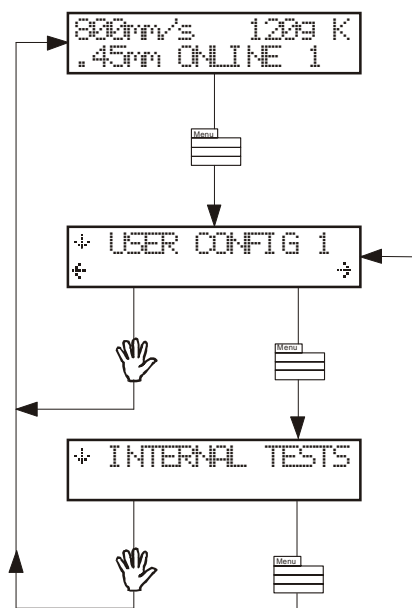 800mm/s 120g K
.45mm ONLINE 1
Menu
USER CONFIG 1
Menu
INTERNAL TESTS
Menu